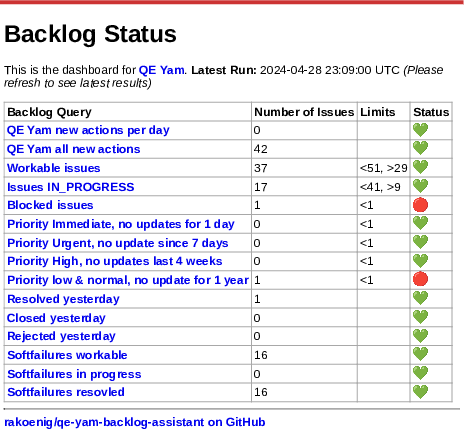 Backlog Status
This is the dashboard for QE Yam. Latest Run: 2024-04-28 23:09:00 UTC (Please
refresh to see latest results)
Backlog Query Number of Issues Limits Status
QE Yam new actions per day 0
QE Yam all new actions 42
Workable issues 37 <51, >29
Issues IN_PROGRESS 17 <41, >9
Blocked issues 1 <1
Priority Immediate, no updates for 1 day 0 <1
Priority Urgent, no update since 7 days 0 <1
Priority High, no updates last 4 weeks 0 <1
Priority low & normal, no update for 1 year 1 <1
Resolved yesterday 1
Closed yesterday 0
Rejected yesterday 0
Softfailures workable 16
Softfailures in progress 0
Softfailures resovled 16
rakoenig/qe-yam-backlog-assistant on GitHub